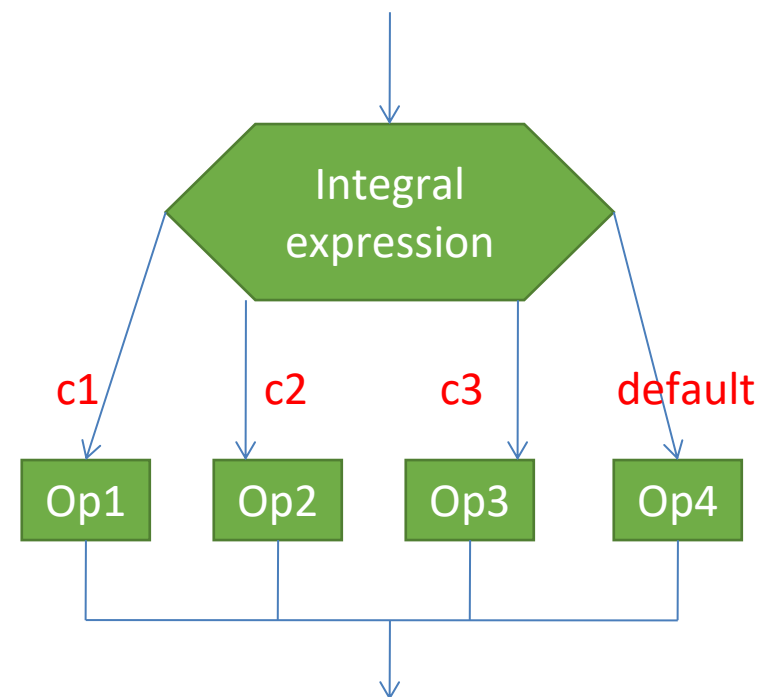 Integral
expression
c1
c2
c3
default
Op1
Op2
Op3
Op4